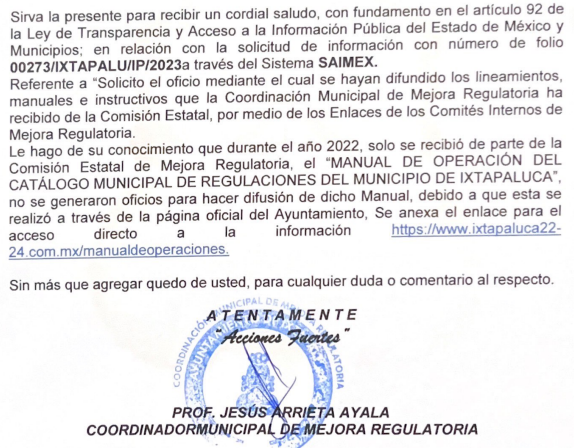 Sirva la presente para recibir un cordial saludo, con fundamento en el artículo 92 de
la Ley de Transparencia y Acceso a la Información Pública del Estado de México y
Municipios; en relación con la solicitud de información con número de folio
00273/IXTAPALU/IP/2023a través del Sistema SAIMEX.
Referente a “Solicito el oficio mediante el cual se hayan difundido los lineamientos,
manuales e instructivos que la Coordinación Municipal de Mejora Regulatoria ha
recibido de la Comisión Estatal, por medio de los Enlaces de los Comités Internos de
Mejora Regulatoria.
Le hago de su conocimiento que durante el año 2022, solo se recibió de parte de la
Comisión Estatal de Mejora Regulatoria, el “MANUAL DE OPERACIÓN DEL
CATÁLOGO MUNICIPAL DE REGULACIONES DEL MUNICIPIO DE IXTAPALUCA”,
no se generaron oficios para hacer difusión de dicho Manual, debido a que esta se
realizó a través de la página oficial del Ayuntamiento, Se anexa el enlace para el
acceso directo a la información https://www.ixtapaluca22-
24.com.mx/manualdeoperaciones.
Sin más que agregar quedo de usted, para cualquier duda o comentario al respecto.
COORDINACIÓN MUNICIPAL DE MEJORA REGULATORIA
ATENTAMENTE
“Acciones Fuertes”
PROF. JESÚS ARRIETA AYALA
COORDINADORMUNICIPAL DE MEJORA REGULATORIA